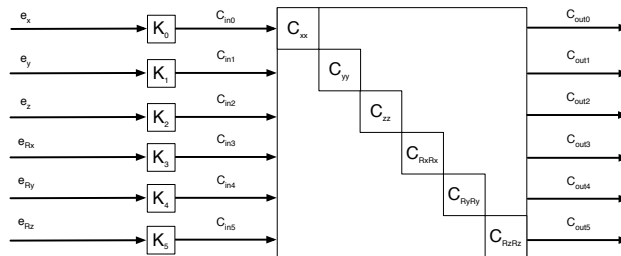 e_x K_0 C_in0 C_xx C_out0
e_y K_1 C_in1 C_yy C_out1
e_z K_2 C_in2 C_zz C_out2
e_Rx K_3 C_in3 C_RxRx C_out3
e_Ry K_4 C_in4 C_RyRy C_out4
e_Rz K_5 C_in5 C_RzRz C_out5